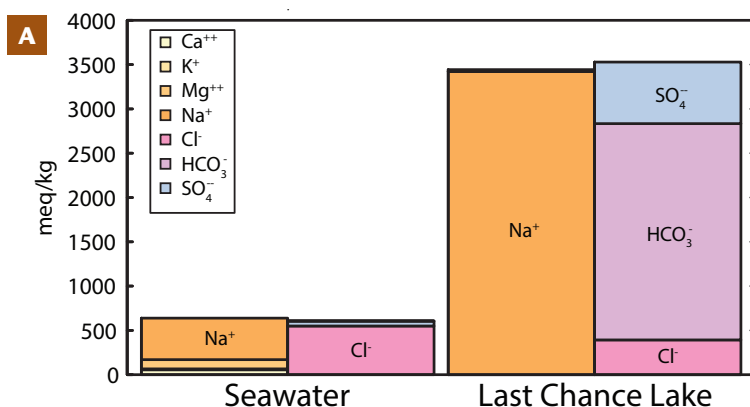 A
4000
3500
3000
2500
2000
1500
1000
500
0
meq/kg
Ca⁺⁺
K⁺
Mg⁺⁺
Na⁺
Cl⁻
HCO₃⁻
SO₄⁻⁻
Na⁺
Cl⁻
Na⁺
SO₄⁻⁻
HCO₃⁻
Cl⁻
Seawater
Last Chance Lake